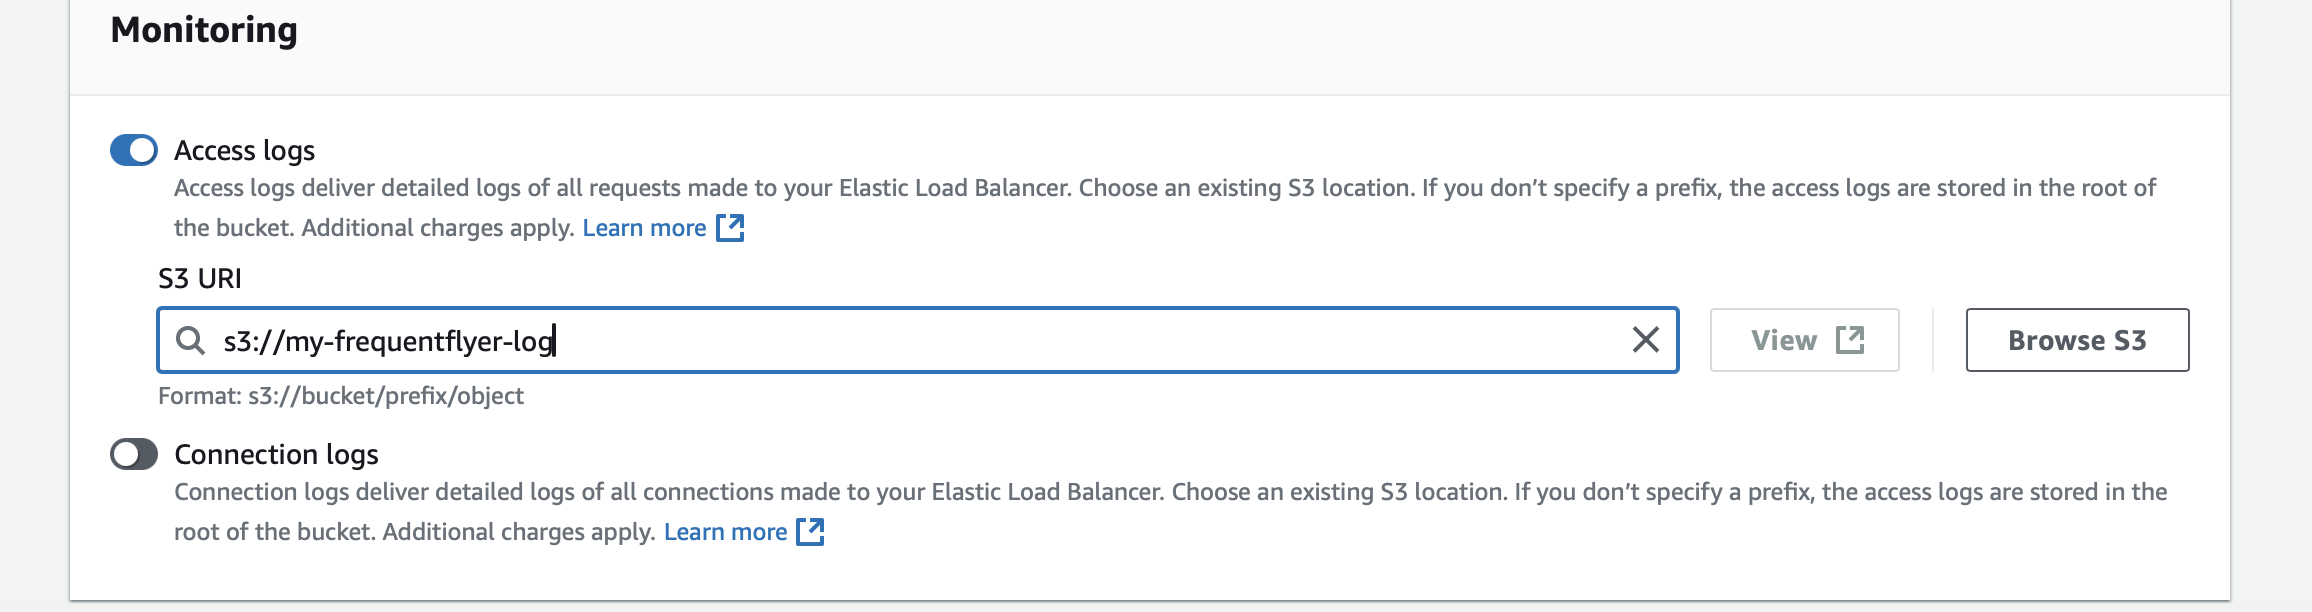 Monitoring
Access logs
Access logs deliver detailed logs of all requests made to your Elastic Load Balancer. Choose an existing S3 location. If you don’t specify a prefix, the access logs are stored in the root of
the bucket. Additional charges apply. Learn more
S3 URI
s3://my-frequentflyer-log
View
Browse S3
Format: s3://bucket/prefix/object
Connection logs
Connection logs deliver detailed logs of all connections made to your Elastic Load Balancer. Choose an existing S3 location. If you don’t specify a prefix, the access logs are stored in the
root of the bucket. Additional charges apply. Learn more